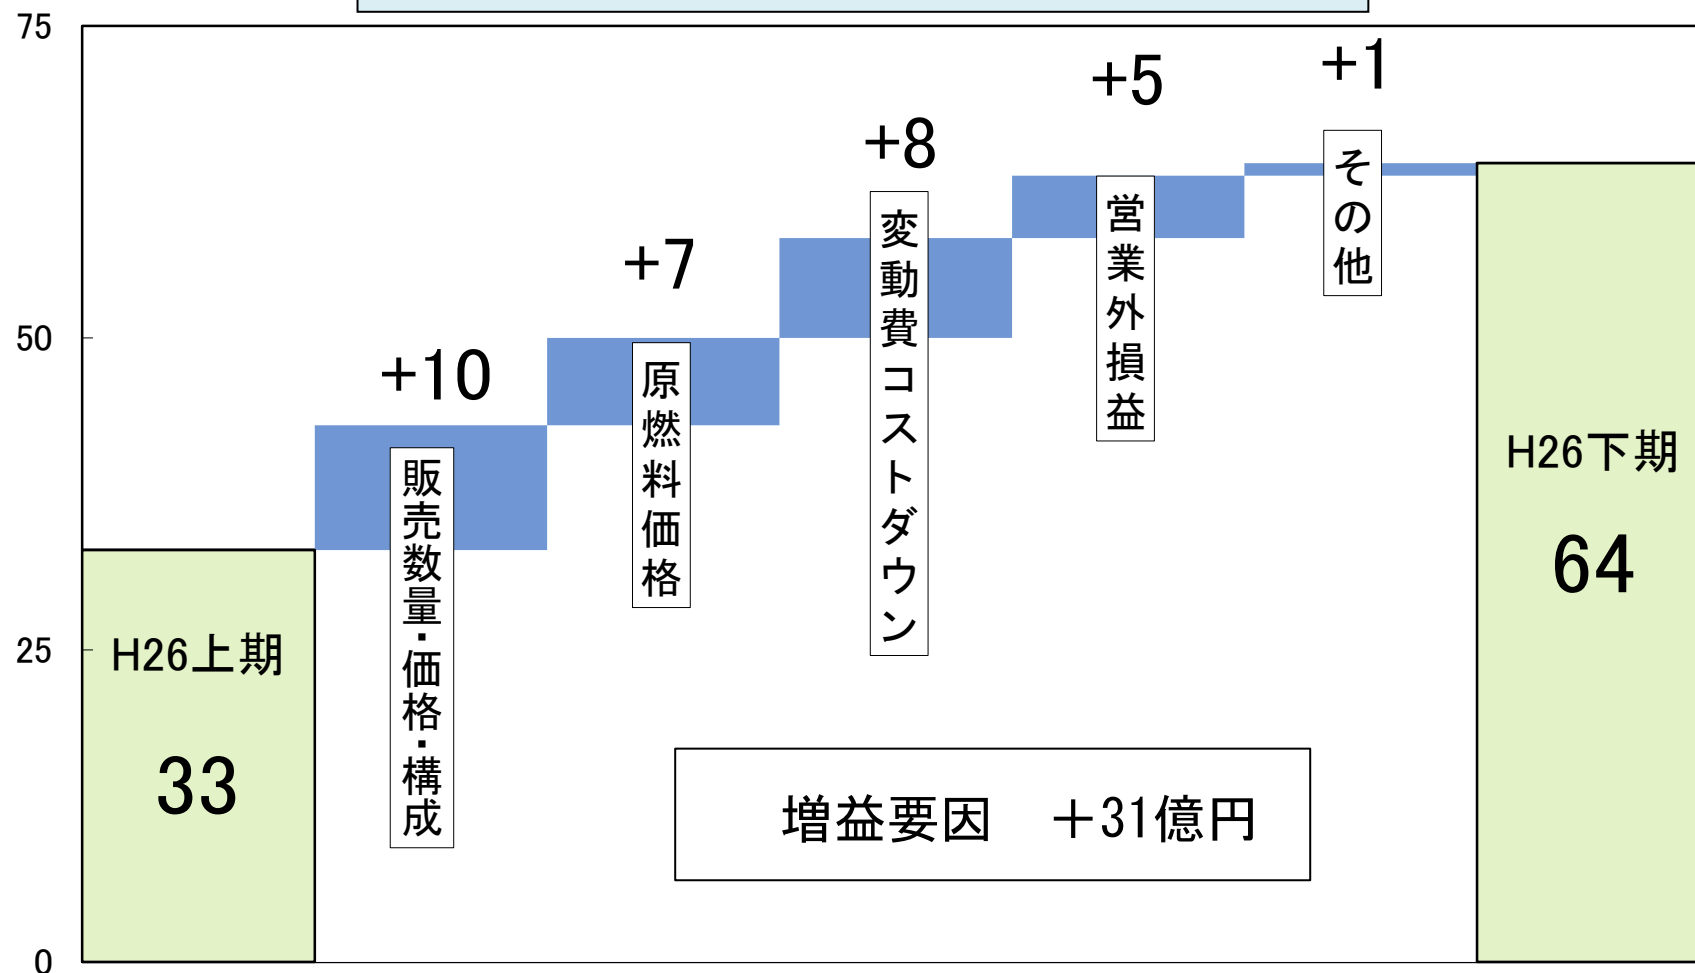 75
50
25
0
H26上期
33
+10
販売数量・価格・構成
+7
原燃料価格
+8
変動費コストダウン
+5
営業外損益
+1
その他
H26下期
64
増益要因　+31億円